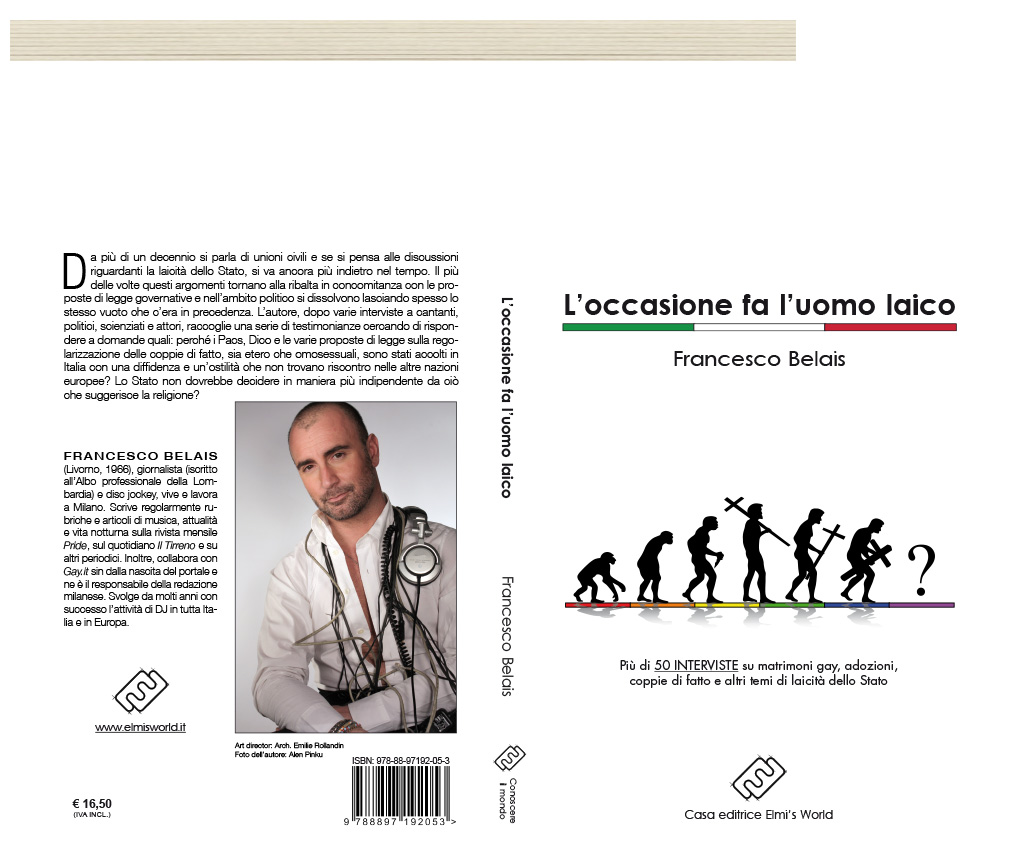 Da più di un decennio si parla di unioni civili e se si pensa alle discussioni
riguardanti la laicità dello Stato, si va ancora più indietro nel tempo. Il più
delle volte questi argomenti tornano alla ribalta in concomitanza con le pro-
poste di legge governative e nell'ambito politico si dissolvono lasciando spesso lo
stesso vuoto che c'era in precedenza. L'autore, dopo varie interviste a cantanti,
politici, scienziati e attori, raccoglie una serie di testimonianze cercando di rispon-
dere a domande quali: perché i Pacs, Dico e le varie proposte di legge sulla rego-
larizzazione delle coppie di fatto, sia etero che omosessuali, sono stati accolti in
Italia con una diffidenza e un'ostilità che non trovano riscontro nelle altre nazioni
europee? Lo Stato non dovrebbe decidere in maniera più indipendente da ciò
che suggerisce la religione?
FRANCESCO BELAIS
(Livorno, 1966), giornalista (iscritto
all'Albo professionale della Lom-
bardia) e disc jockey, vive e lavora
a Milano. Scrive regolarmente ru-
briche e articoli di musica, attualità
e vita notturna sulla rivista mensile
Pride, sul quotidiano Il Tirreno e su
altri periodici. Inoltre, collabora con
Gay.it sin dalla nascita del portale e
ne è il responsabile della redazione
milanese. Svolge da molti anni con
successo l'attività di DJ in tutta Ita-
lia e in Europa.
www.elmisworld.it
€ 16,50
(IVA INCL.)
Art director: Arch. Emilie Rollandin
Foto dell'autore: Alen Pinku
ISBN: 978-88-97192-05-3
9 788897 192053 >
L'occasione fa l'uomo laico
Francesco Belais
Conoscere
il mondo
L'occasione fa l'uomo laico
Francesco Belais
?
Più di 50 INTERVISTE su matrimoni gay, adozioni,
coppie di fatto e altri temi di laicità dello Stato
Casa editrice Elmi's World